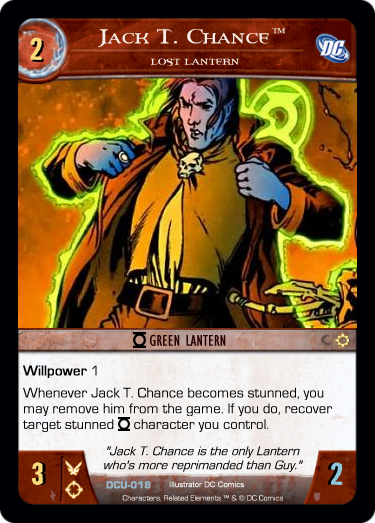 2
JACK T. CHANCE™
DC
LOST LANTERN
GREEN LANTERN
Willpower 1
Whenever Jack T. Chance becomes stunned, you
may remove him from the game. If you do, recover
target stunned character you control.
"Jack T. Chance is the only Lantern
who's more reprimanded than Guy."
3
DCU-018 Illustrator DC Comics
2
Characters, Related Elements ™ & © DC Comics